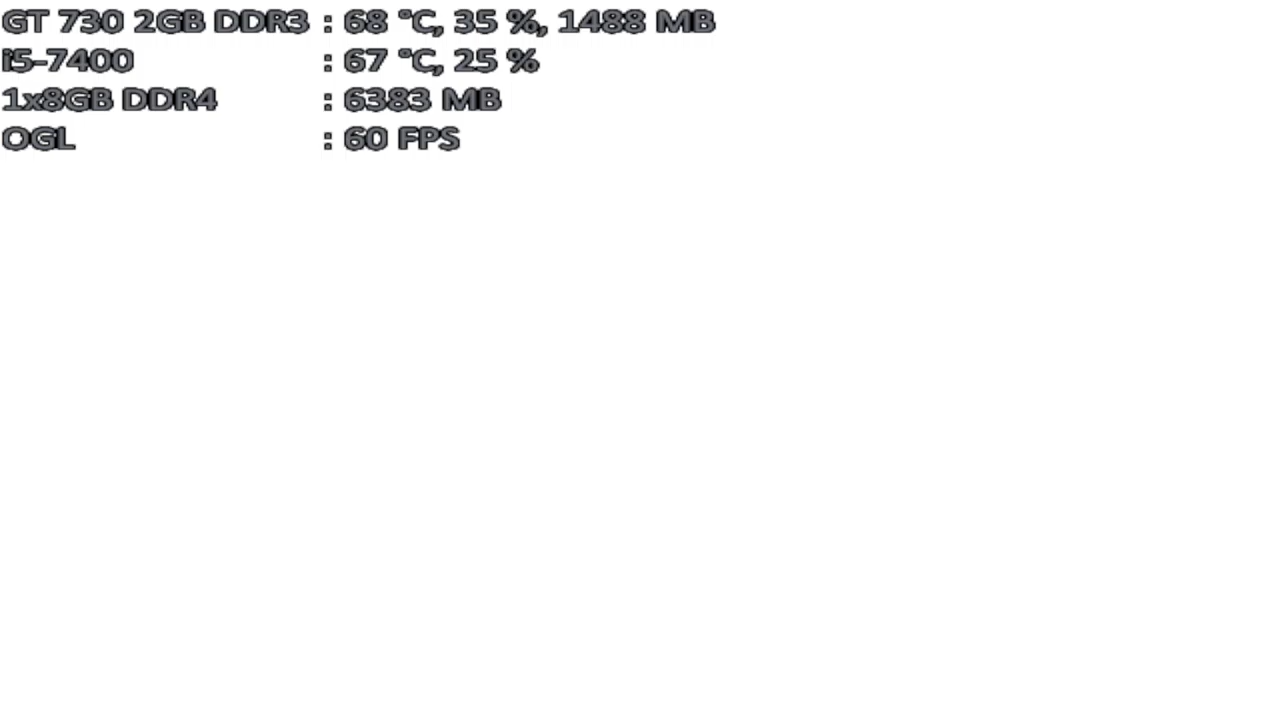 GT 730 2GB DDR3 : 68 °C, 35 %, 1488 MB
i5-7400 : 67 °C, 25 %
1x8GB DDR4 : 6383 MB
OGL : 60 FPS